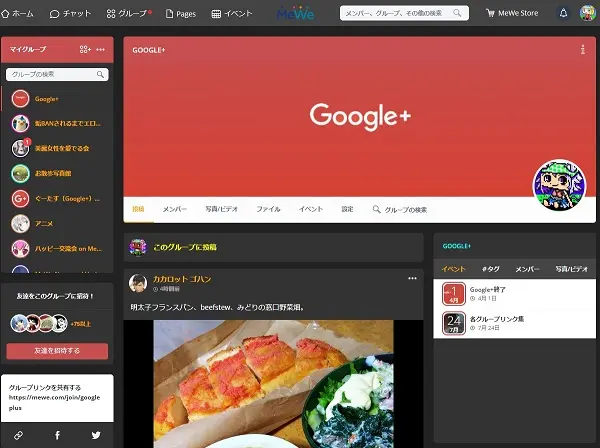 ホーム
チャット
グループ
Pages
イベント
MeWe
メンバー、グループ、その他の検索
MeWe Store
マイグループ
グループの検索
Google+
垢BANされるまでエロ...
1
美麗女性を愛でる会
お散歩写真館
ぐーたす（Google+）...
アニメ
ハッピー交流会 on Me...
友達をこのグループに招待！
+75以上
友達を招待する
グループリンクを共有する
https://mewe.com/join/google
plus
GOOGLE+
Google+
投稿
メンバー
写真/ビデオ
ファイル
イベント
設定
グループの検索
このグループに投稿
カカロット ゴハン
4時間前
明太子フランスパン、beefstew、みどりの窓口野菜畑。
GOOGLE+
イベント
#タグ
メンバー
写真/ビデオ
1
4月
Google+終了
4月 1日
24
7月
各グループリンク集
7月 24日